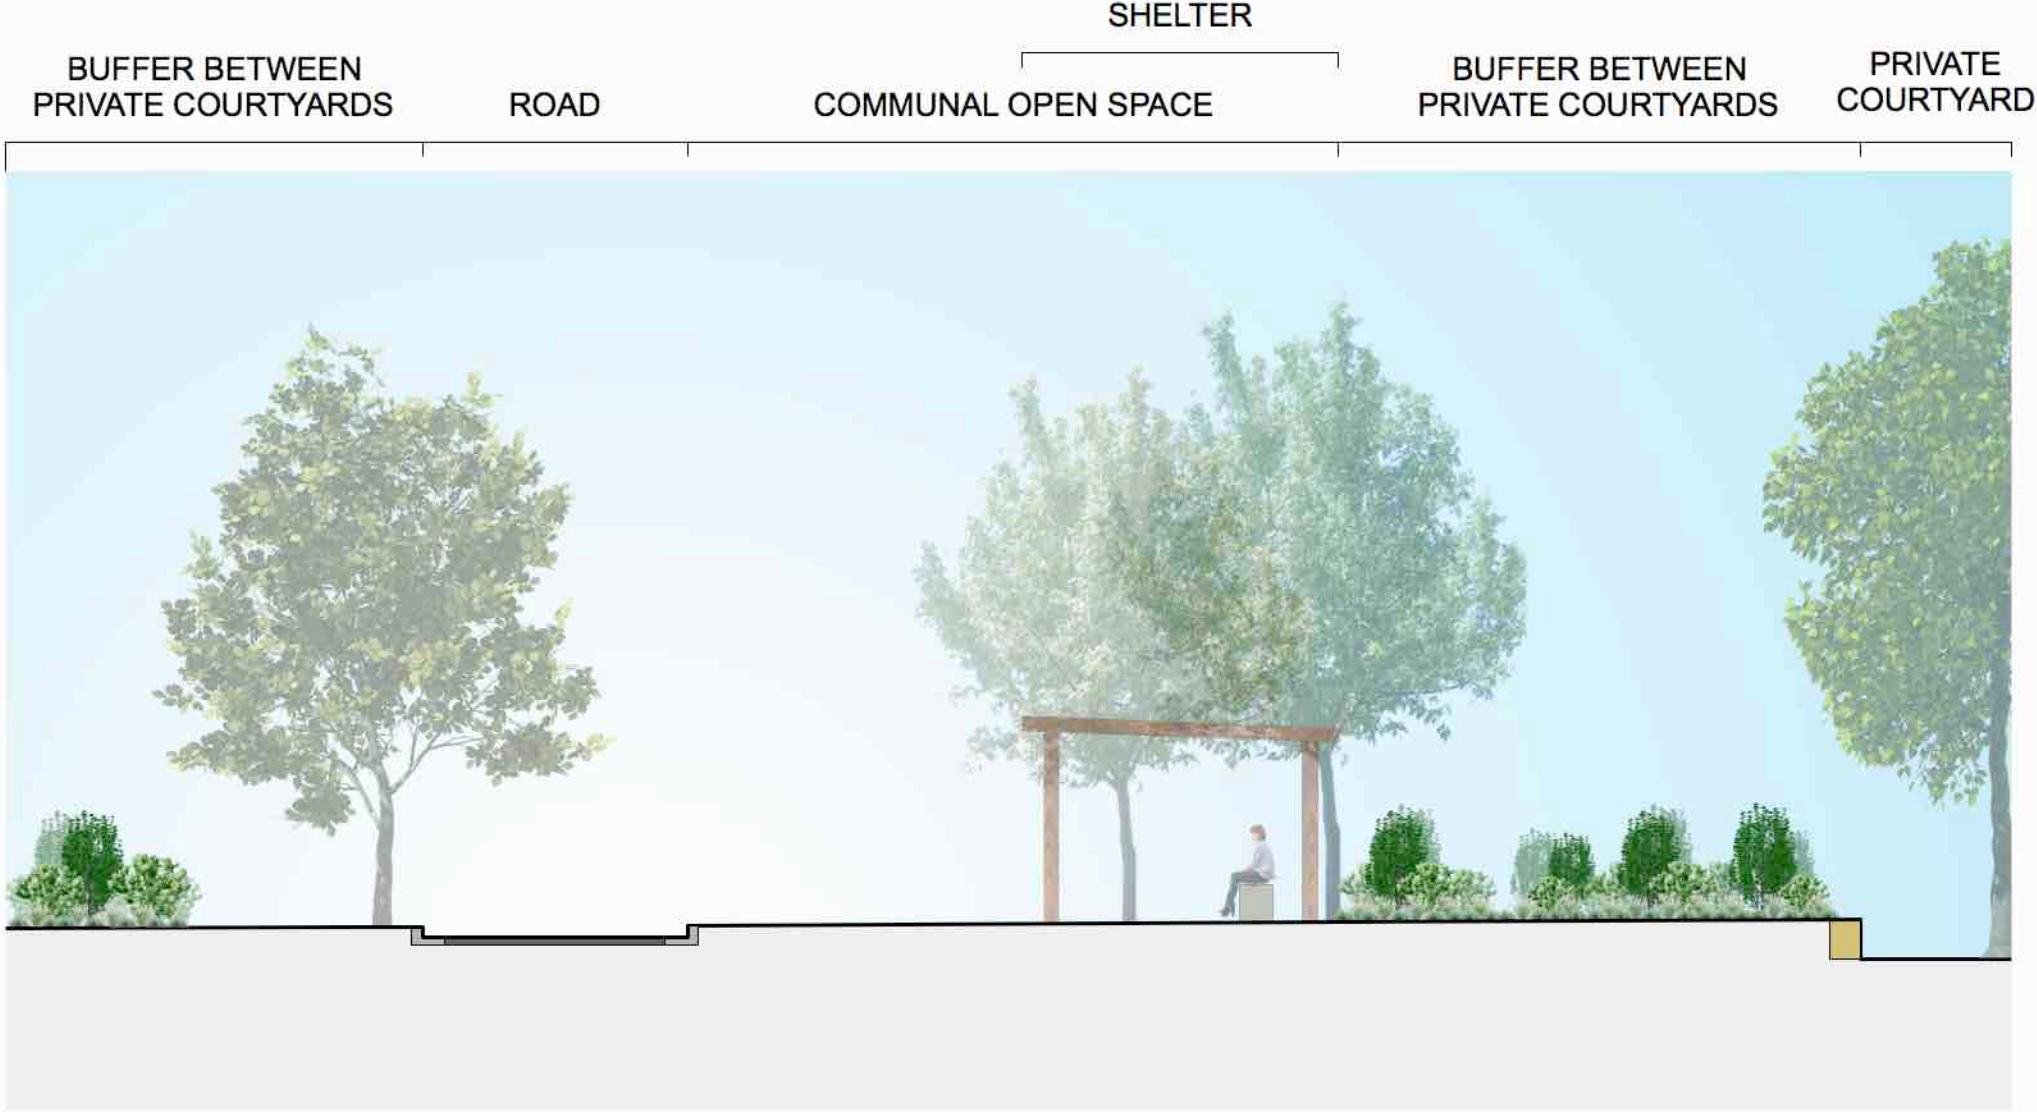 SHELTER
BUFFER BETWEEN
PRIVATE COURTYARDS
ROAD
COMMUNAL OPEN SPACE
BUFFER BETWEEN
PRIVATE COURTYARDS
PRIVATE
COURTYARD